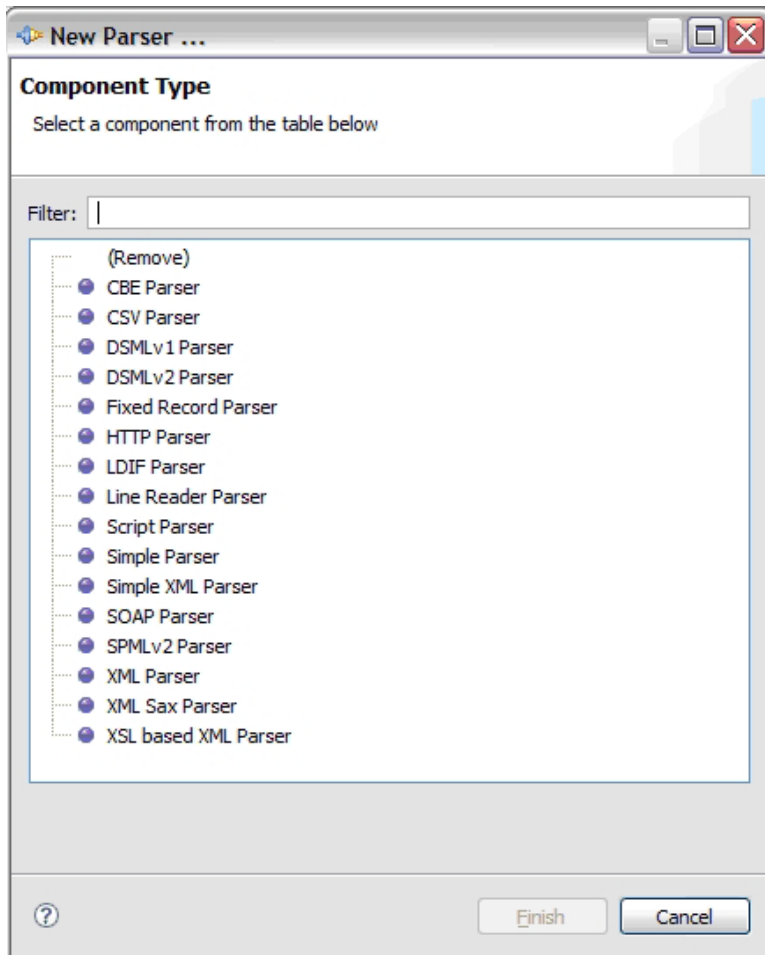 New Parser ...
Component Type
Select a component from the table below
Filter:
(Remove)
CBE Parser
CSV Parser
DSMLv1 Parser
DSMLv2 Parser
Fixed Record Parser
HTTP Parser
LDIF Parser
Line Reader Parser
Script Parser
Simple Parser
Simple XML Parser
SOAP Parser
SPMLv2 Parser
XML Parser
XML Sax Parser
XSL based XML Parser
? Finish Cancel